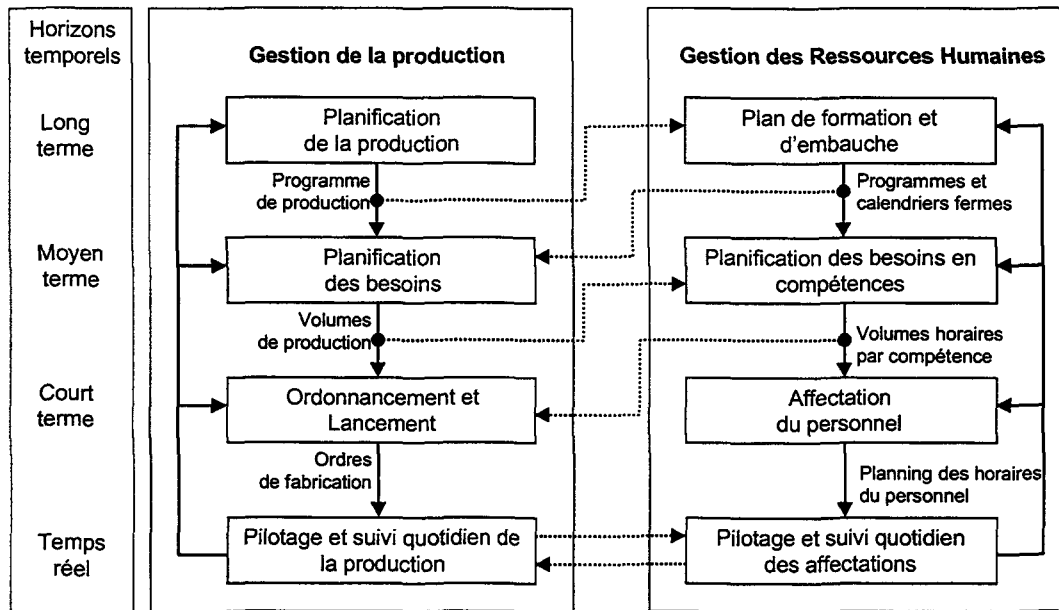 Horizons
temporels
Gestion de la production
Gestion des Ressources Humaines
Long
terme
Planification
de la production
Plan de formation et
d'embauche
Programme
de production
Programmes et
calendriers fermes
Moyen
terme
Planification
des besoins
Planification des besoins en
compétences
Volumes
de production
Volumes horaires
par compétence
Court
terme
Ordonnancement et
Lancement
Affectation
du personnel
Ordres
de fabrication
Planning des horaires
du personnel
Temps
réel
Pilotage et suivi quotidien de
la production
Pilotage et suivi quotidien
des affectations